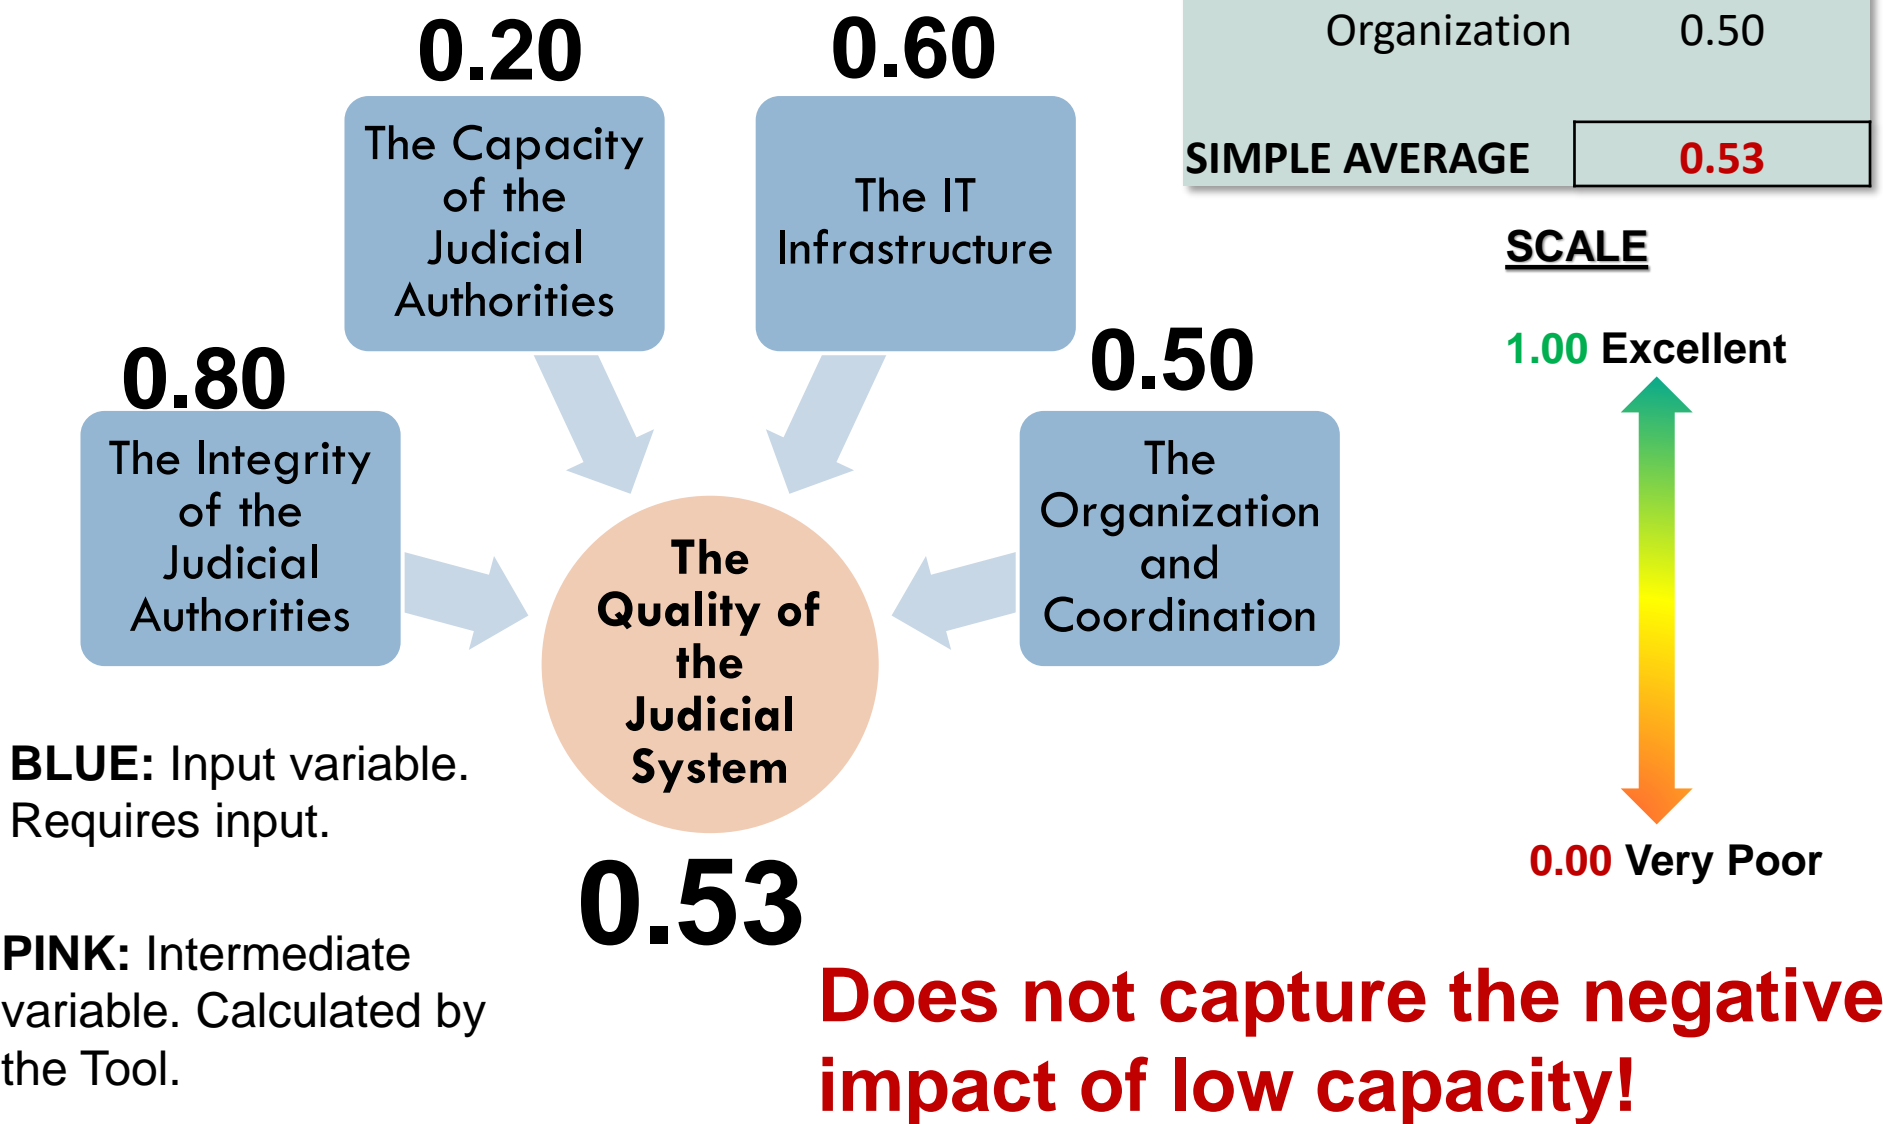 0.20
0.60
Organization 0.50
SIMPLE AVERAGE 0.53
The Capacity
of the
Judicial
Authorities
The IT
Infrastructure
SCALE
1.00 Excellent
0.80
0.50
The Integrity
of the
Judicial
Authorities
The
Organization
and
Coordination
The
Quality of
the
Judicial
System
0.53
BLUE: Input variable.
Requires input.
PINK: Intermediate
variable. Calculated by
the Tool.
0.00 Very Poor
Does not capture the negative
impact of low capacity!